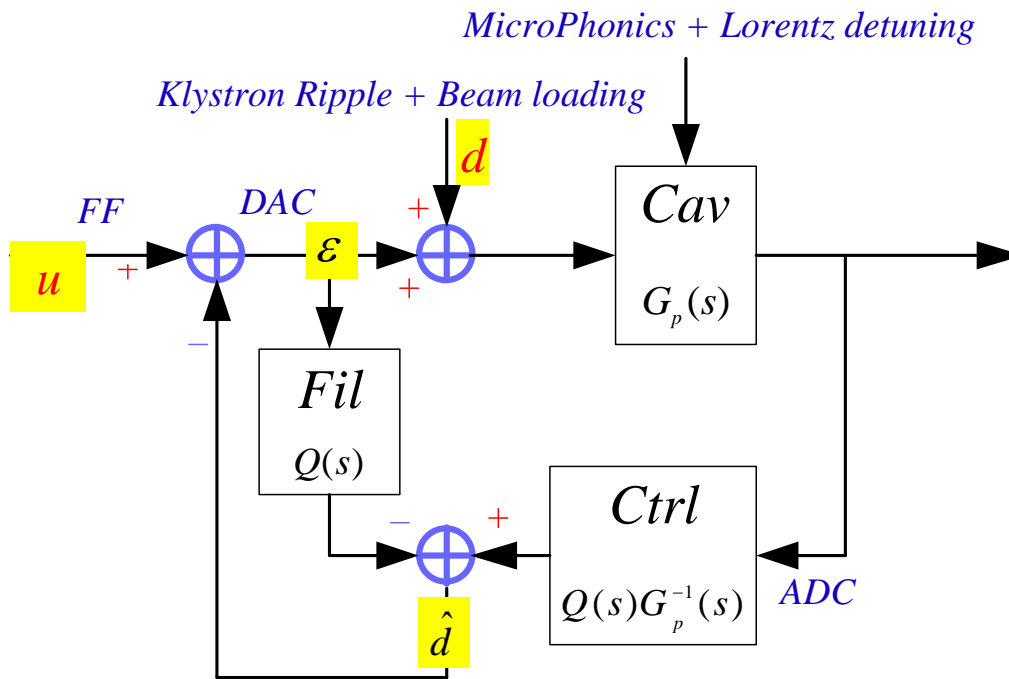 MicroPhonics + Lorentz detuning
Klystron Ripple + Beam loading
d
FF
DAC
Cav
G_p(s)
+
u
+
ε
+
−
Fil
Q(s)
−
+
Ctrl
Q(s)G_p^{-1}(s)
ADC
d̂